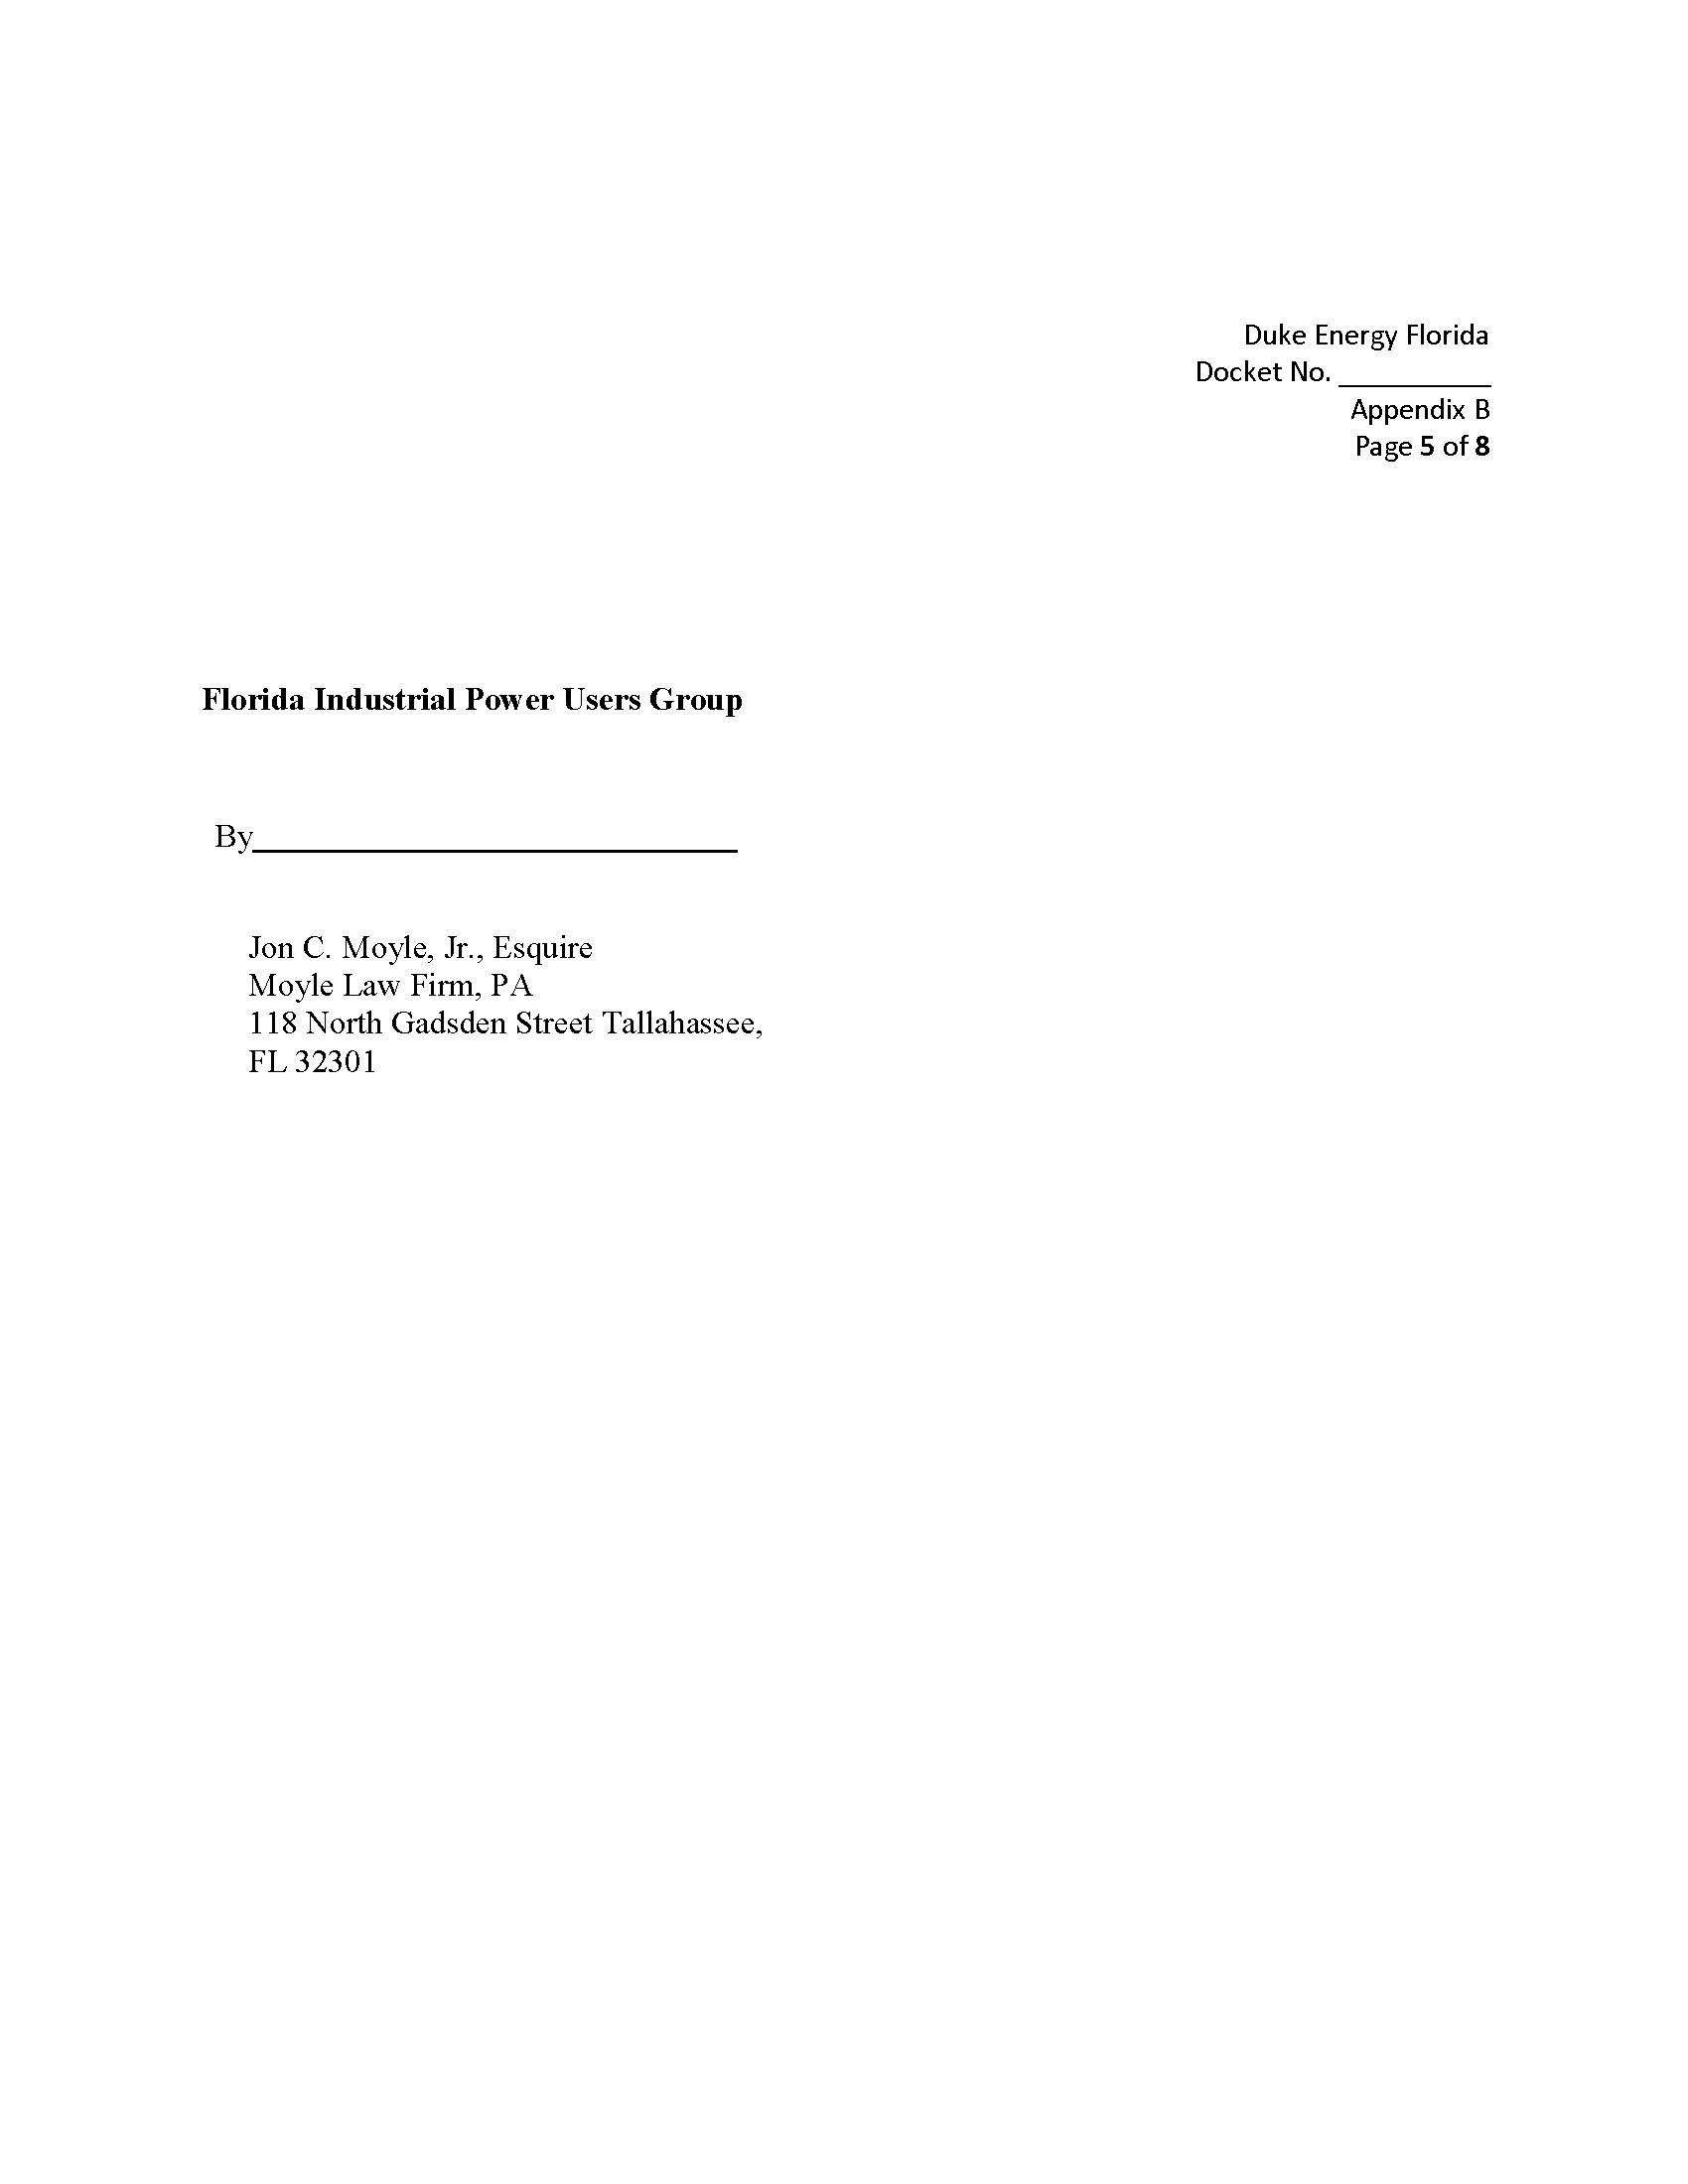 Duke Energy Florida
Docket No. __________
Appendix B
Page 5 of 8
Florida Industrial Power Users Group
By______________________________
Jon C. Moyle, Jr., Esquire
Moyle Law Firm, PA
118 North Gadsden Street Tallahassee,
FL 32301